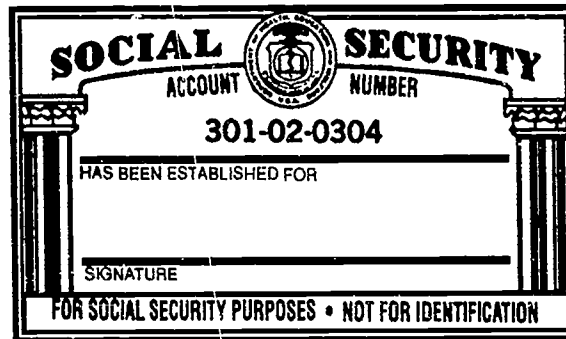 SOCIAL SECURITY
ACCOUNT NUMBER
301-02-0304
HAS BEEN ESTABLISHED FOR
SIGNATURE
FOR SOCIAL SECURITY PURPOSES • NOT FOR IDENTIFICATION